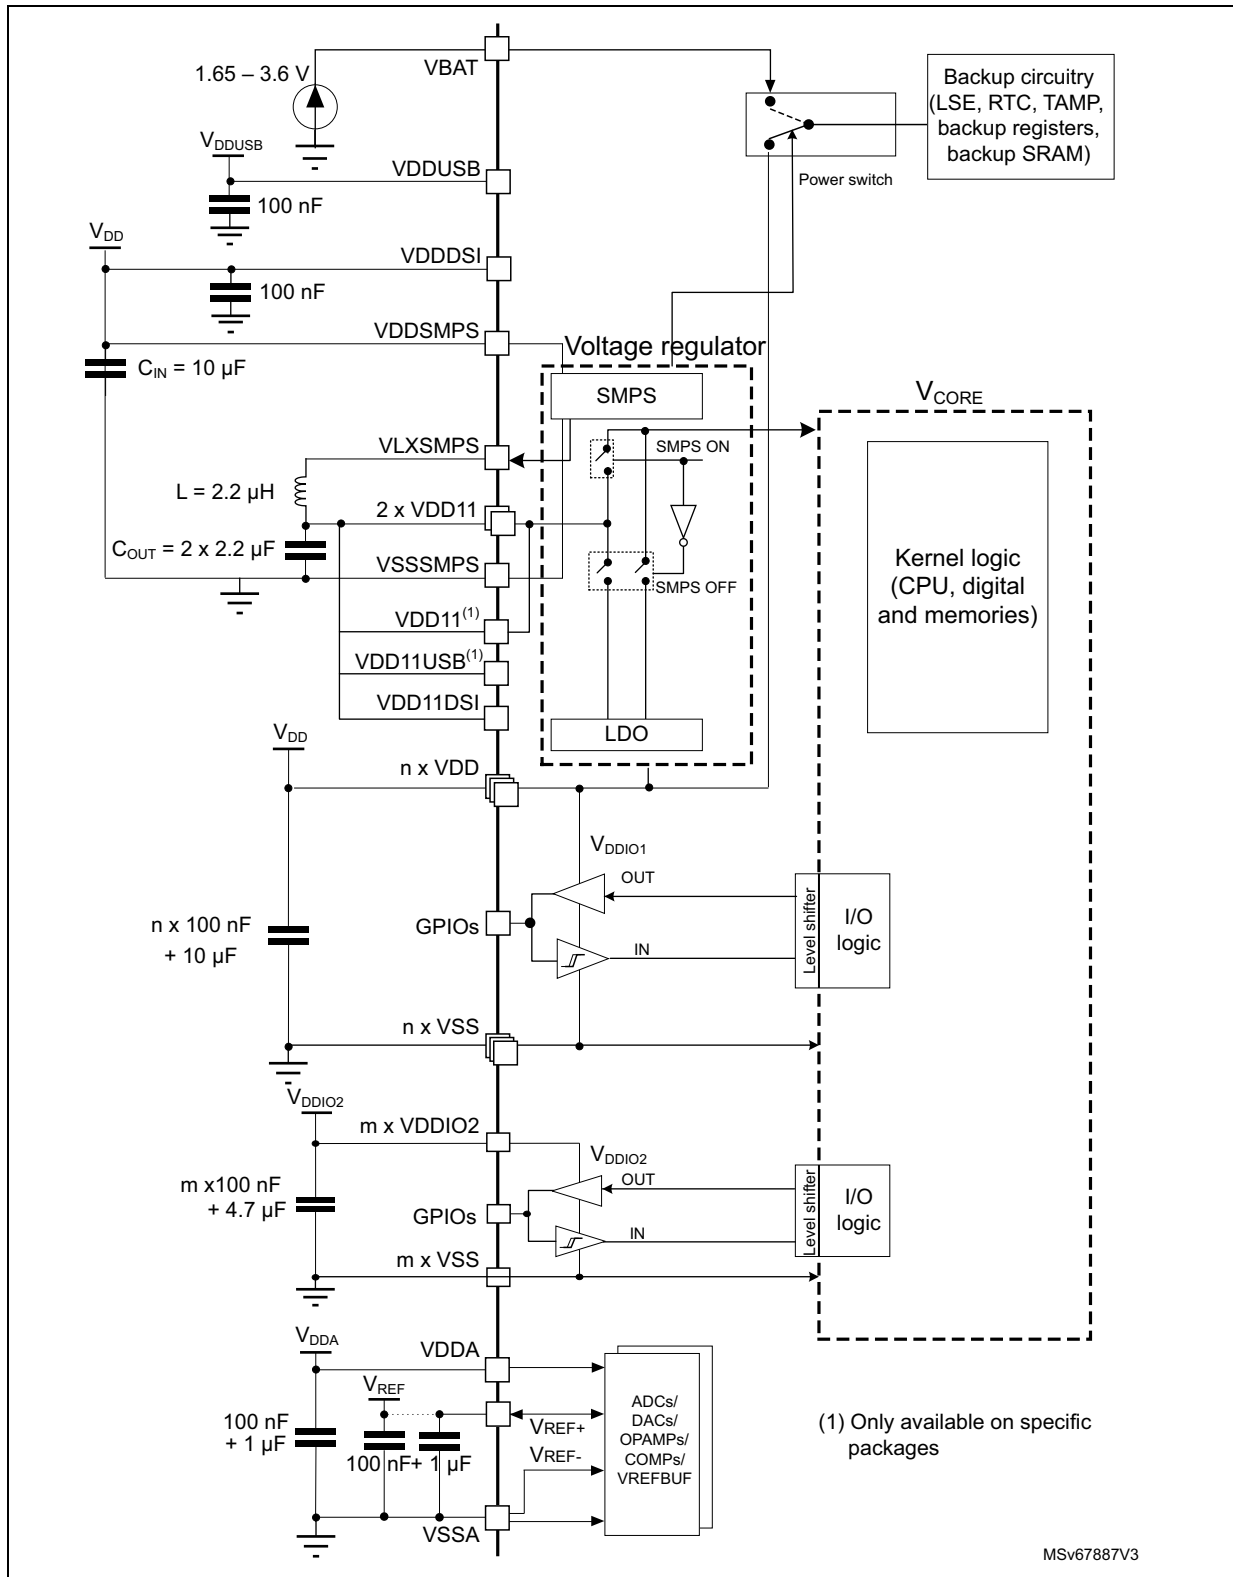 VBAT
1.65 – 3.6 V
Backup circuitry
(LSE, RTC, TAMP,
backup registers,
backup SRAM)
Power switch
VDDUSB
VDDUSB
100 nF
VDD
VDDDSI
100 nF
VDDSMPS
CIN = 10 µF
Voltage regulator
SMPS
VCORE
VLXSMPS
SMPS ON
L = 2.2 µH
2 x VDD11
COUT = 2 x 2.2 µF
VSSSMPS
SMPS OFF
Kernel logic
(CPU, digital
and memories)
VDD11(1)
VDD11USB(1)
VDD11DSI
LDO
VDD
n x VDD
VDDIO1
OUT
GPIOs
IN
Level shifter
I/O
logic
n x 100 nF
+ 10 µF
n x VSS
VDDIO2
m x VDDIO2
VDDIO2
OUT
m x100 nF
+ 4.7 µF
GPIOs
IN
Level shifter
I/O
logic
m x VSS
VDDA
VDDA
VREF
100 nF
+ 1 µF
100 nF+ 1 µF
VREF+
VREF-
ADCs/
DACs/
OPAMPs/
COMPs/
VREFBUF
VSSA
(1) Only available on specific
packages
MSv67887V3